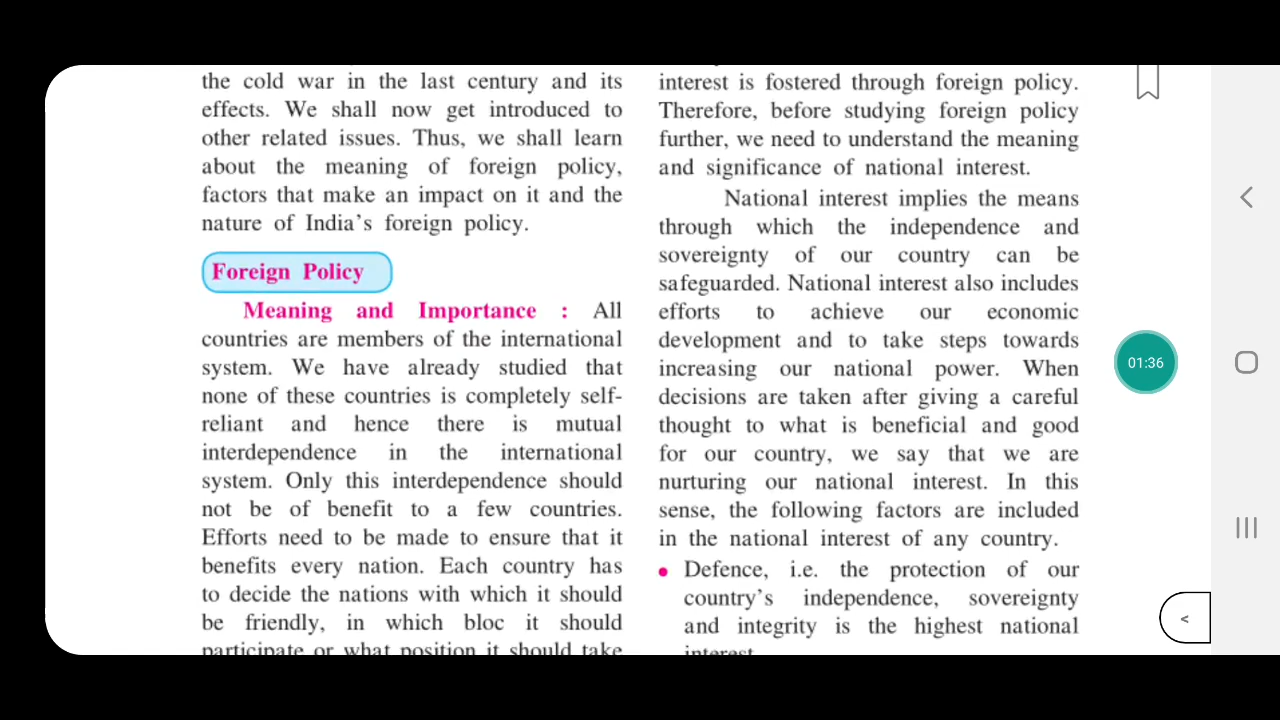 the cold war in the last century and its
effects. We shall now get introduced to
other related issues. Thus, we shall learn
about the meaning of foreign policy,
factors that make an impact on it and the
nature of India's foreign policy.
Foreign Policy
Meaning and Importance : All
countries are members of the international
system. We have already studied that
none of these countries is completely self-
reliant and hence there is mutual
interdependence in the international
system. Only this interdependence should
not be of benefit to a few countries.
Efforts need to be made to ensure that it
benefits every nation. Each country has
to decide the nations with which it should
be friendly, in which bloc it should
participate or what position it should take
interest is fostered through foreign policy.
Therefore, before studying foreign policy
further, we need to understand the meaning
and significance of national interest.
National interest implies the means
through which the independence and
sovereignty of our country can be
safeguarded. National interest also includes
efforts to achieve our economic
development and to take steps towards
increasing our national power. When
decisions are taken after giving a careful
thought to what is beneficial and good
for our country, we say that we are
nurturing our national interest. In this
sense, the following factors are included
in the national interest of any country.
• Defence, i.e. the protection of our
country's independence, sovereignty
and integrity is the highest national
interest.
01:36
<